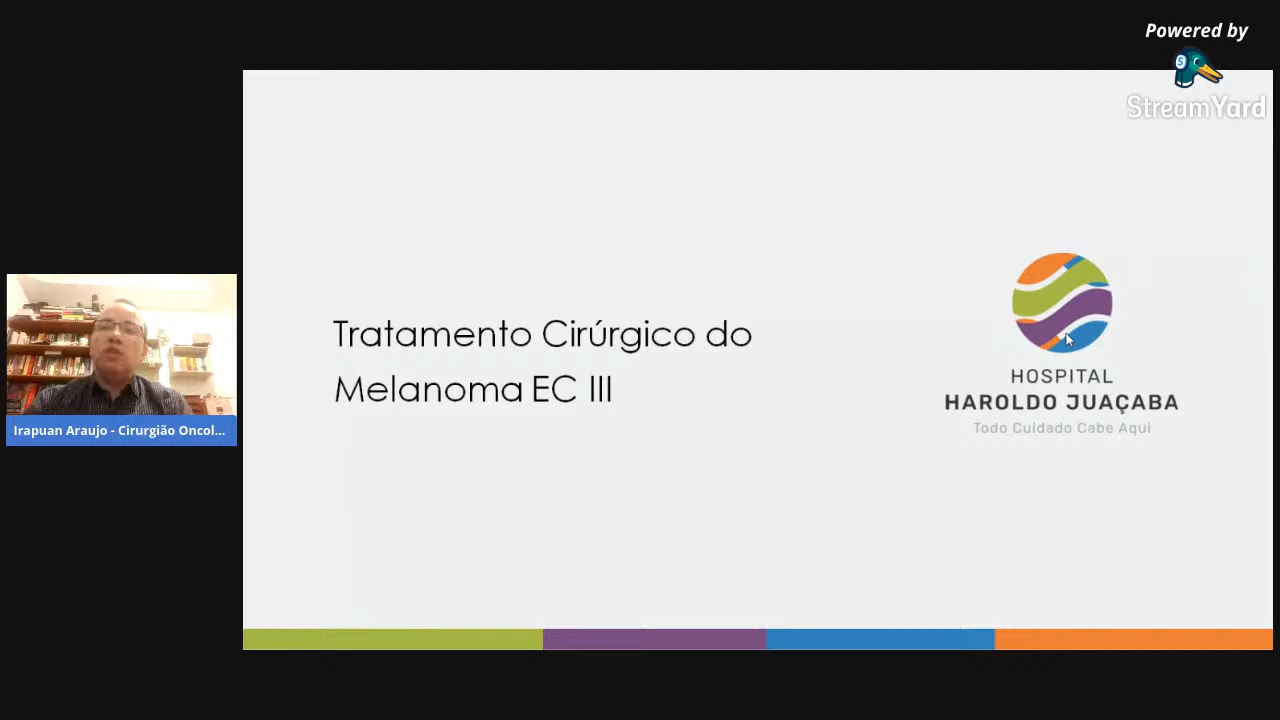 Powered by
StreamYard
Tratamento Cirúrgico do
Melanoma EC III
HOSPITAL
HAROLDO JUAÇABA
Todo Cuidado Cabe Aqui
Irapuan Araujo - Cirurgião Oncol...